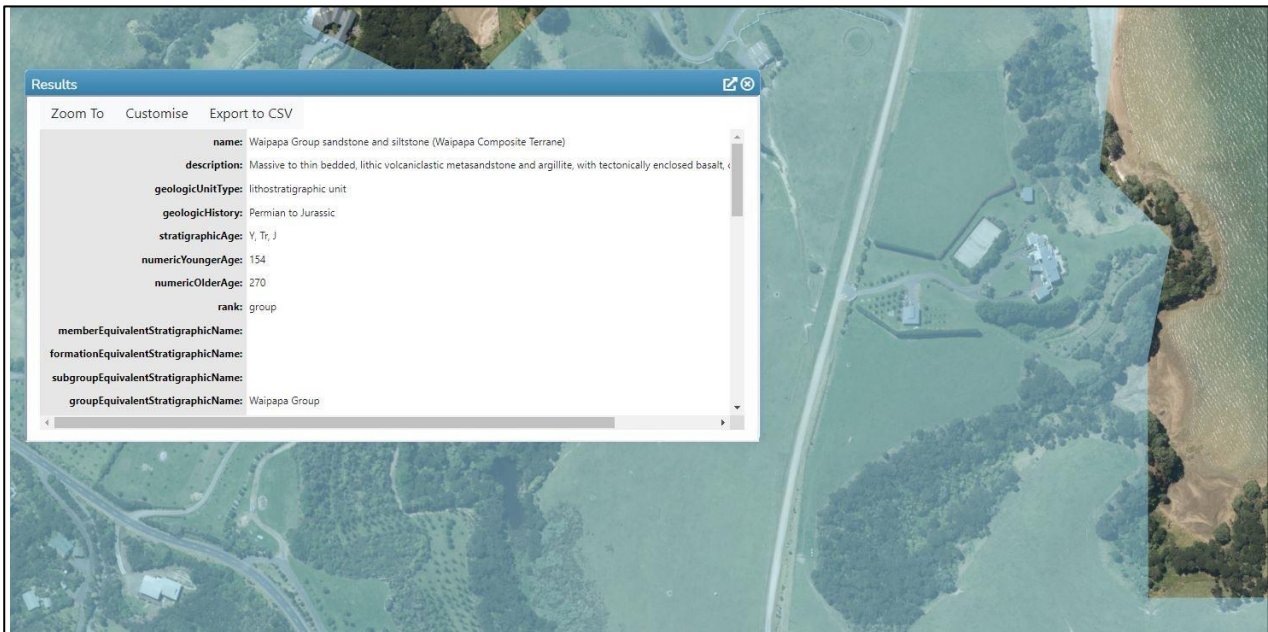 Results
Zoom To Customise Export to CSV
name: Waipapa Group sandstone and siltstone (Waipapa Composite Terrane)
description: Massive to thin bedded, lithic volcaniclastic metasandstone and argillite, with tectonically enclosed basalt,
geologicUnitType: lithostratigraphic unit
geologicHistory: Permian to Jurassic
stratigraphicAge: Y, Tr, J
numericYoungerAge: 154
numericOlderAge: 270
rank: group
memberEquivalentStratigraphicName:
formationEquivalentStratigraphicName:
subgroupEquivalentStratigraphicName:
groupEquivalentStratigraphicName: Waipapa Group